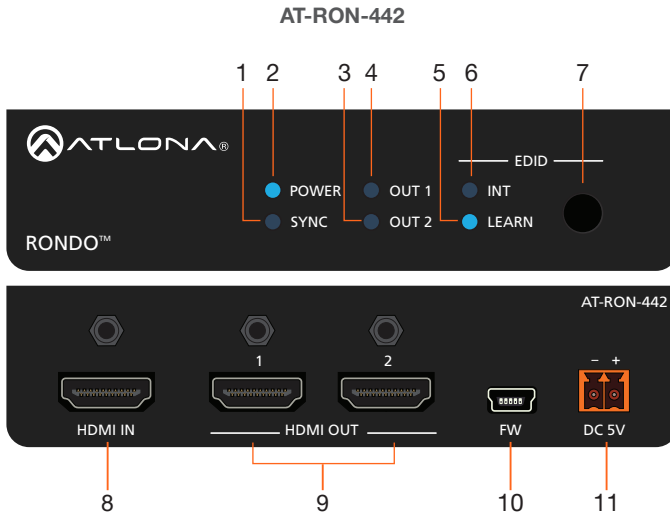 AT-RON-442
1 2 3 4 5 6 7
ATLONA®
EDID
POWER OUT 1 INT
SYNC OUT 2 LEARN
RONDO™
AT-RON-442
1 2 − +
HDMI IN HDMI OUT FW DC 5V
8 9 10 11